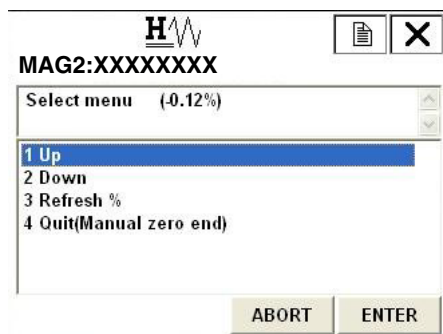 H
MAG2:XXXXXXXX
Select menu (-0.12%)
1 Up
2 Down
3 Refresh %
4 Quit(Manual zero end)
ABORT ENTER